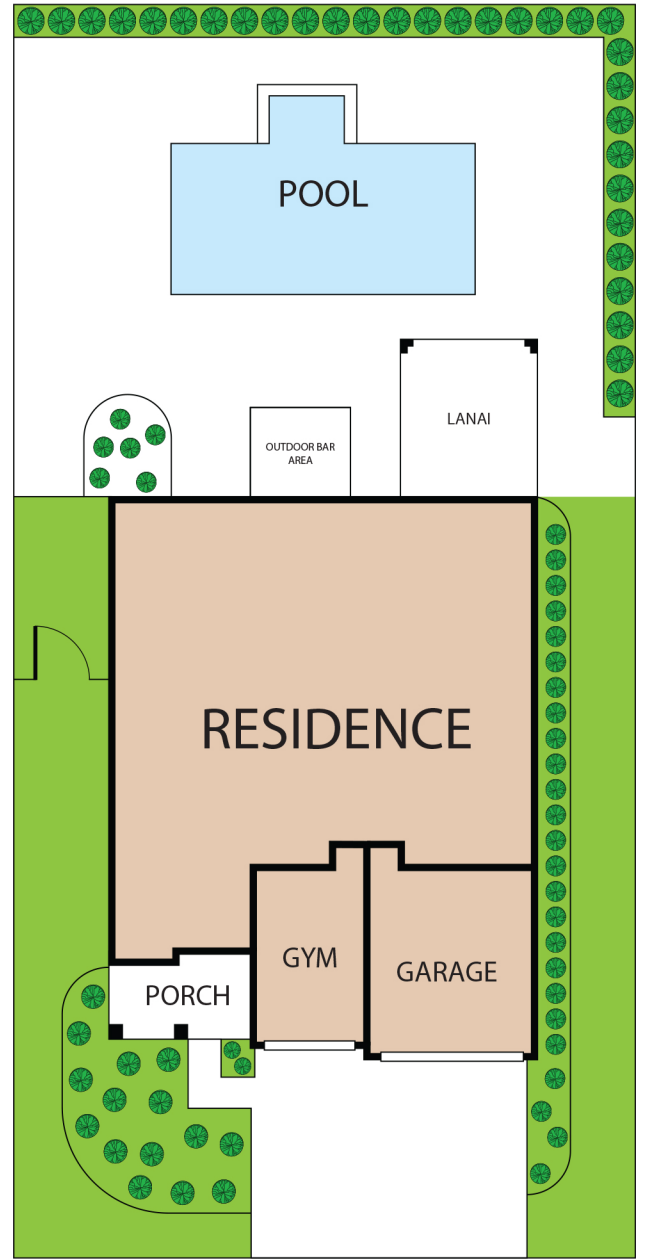 POOL
LANAI
OUTDOOR BAR
AREA
RESIDENCE
GYM
GARAGE
PORCH